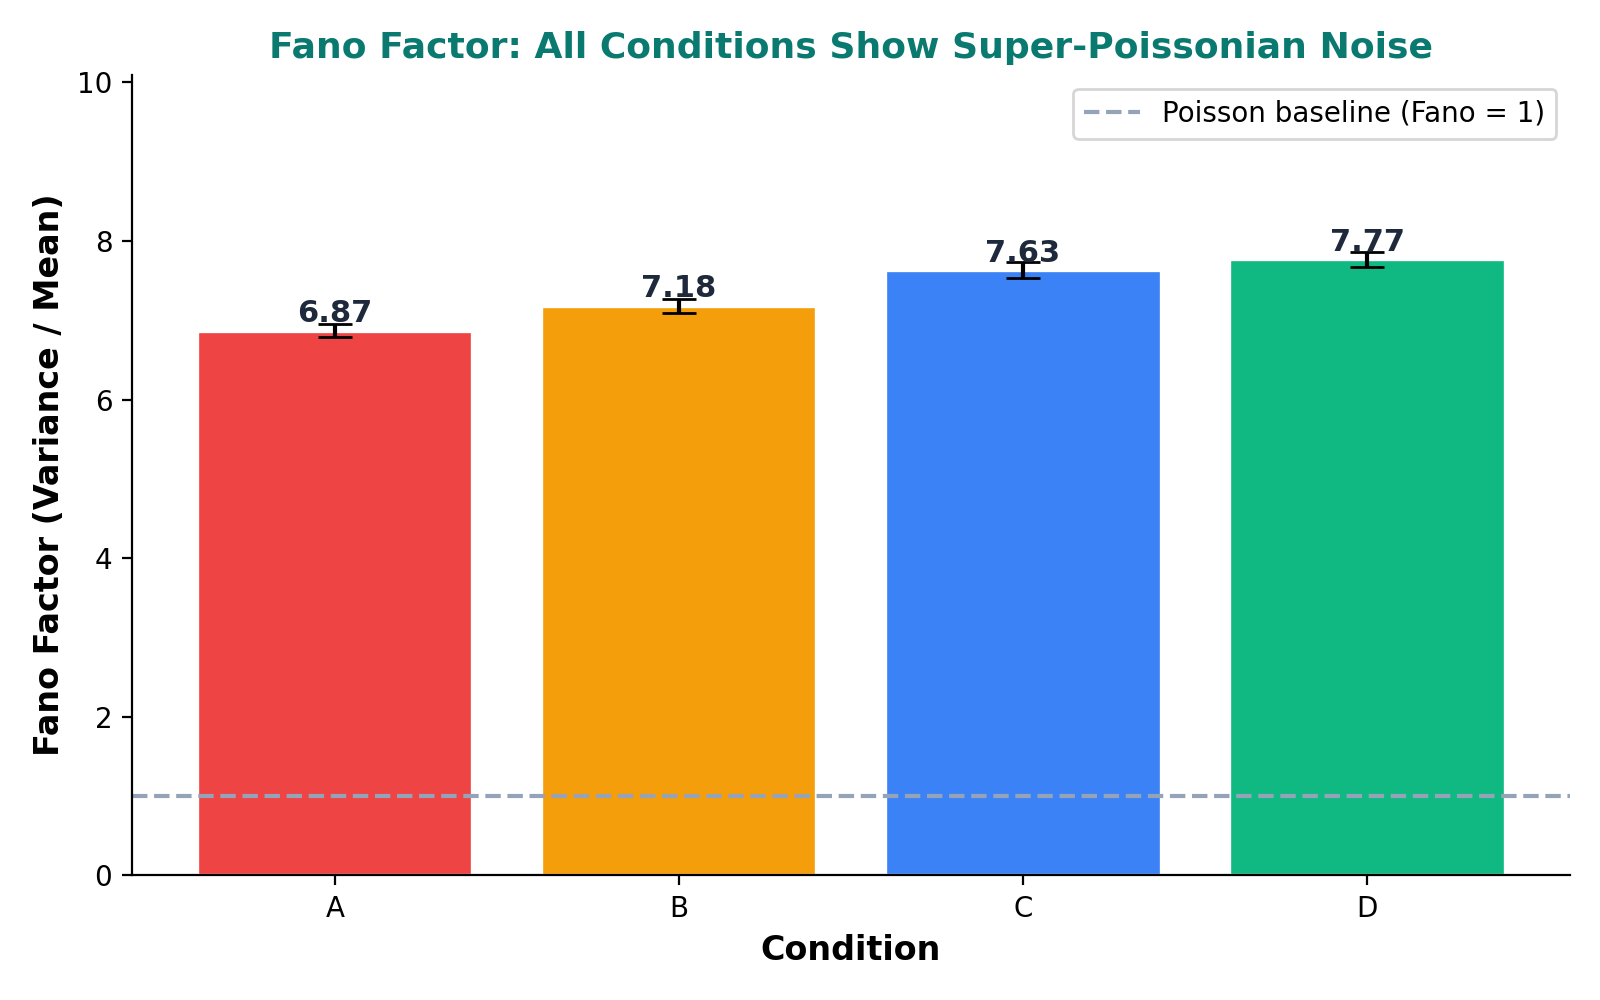 Fano Factor: All Conditions Show Super-Poissonian Noise
Poisson baseline (Fano = 1)
Fano Factor (Variance / Mean)
10
8
6
4
2
0
6.87
7.18
7.63
7.77
A
B
C
D
Condition